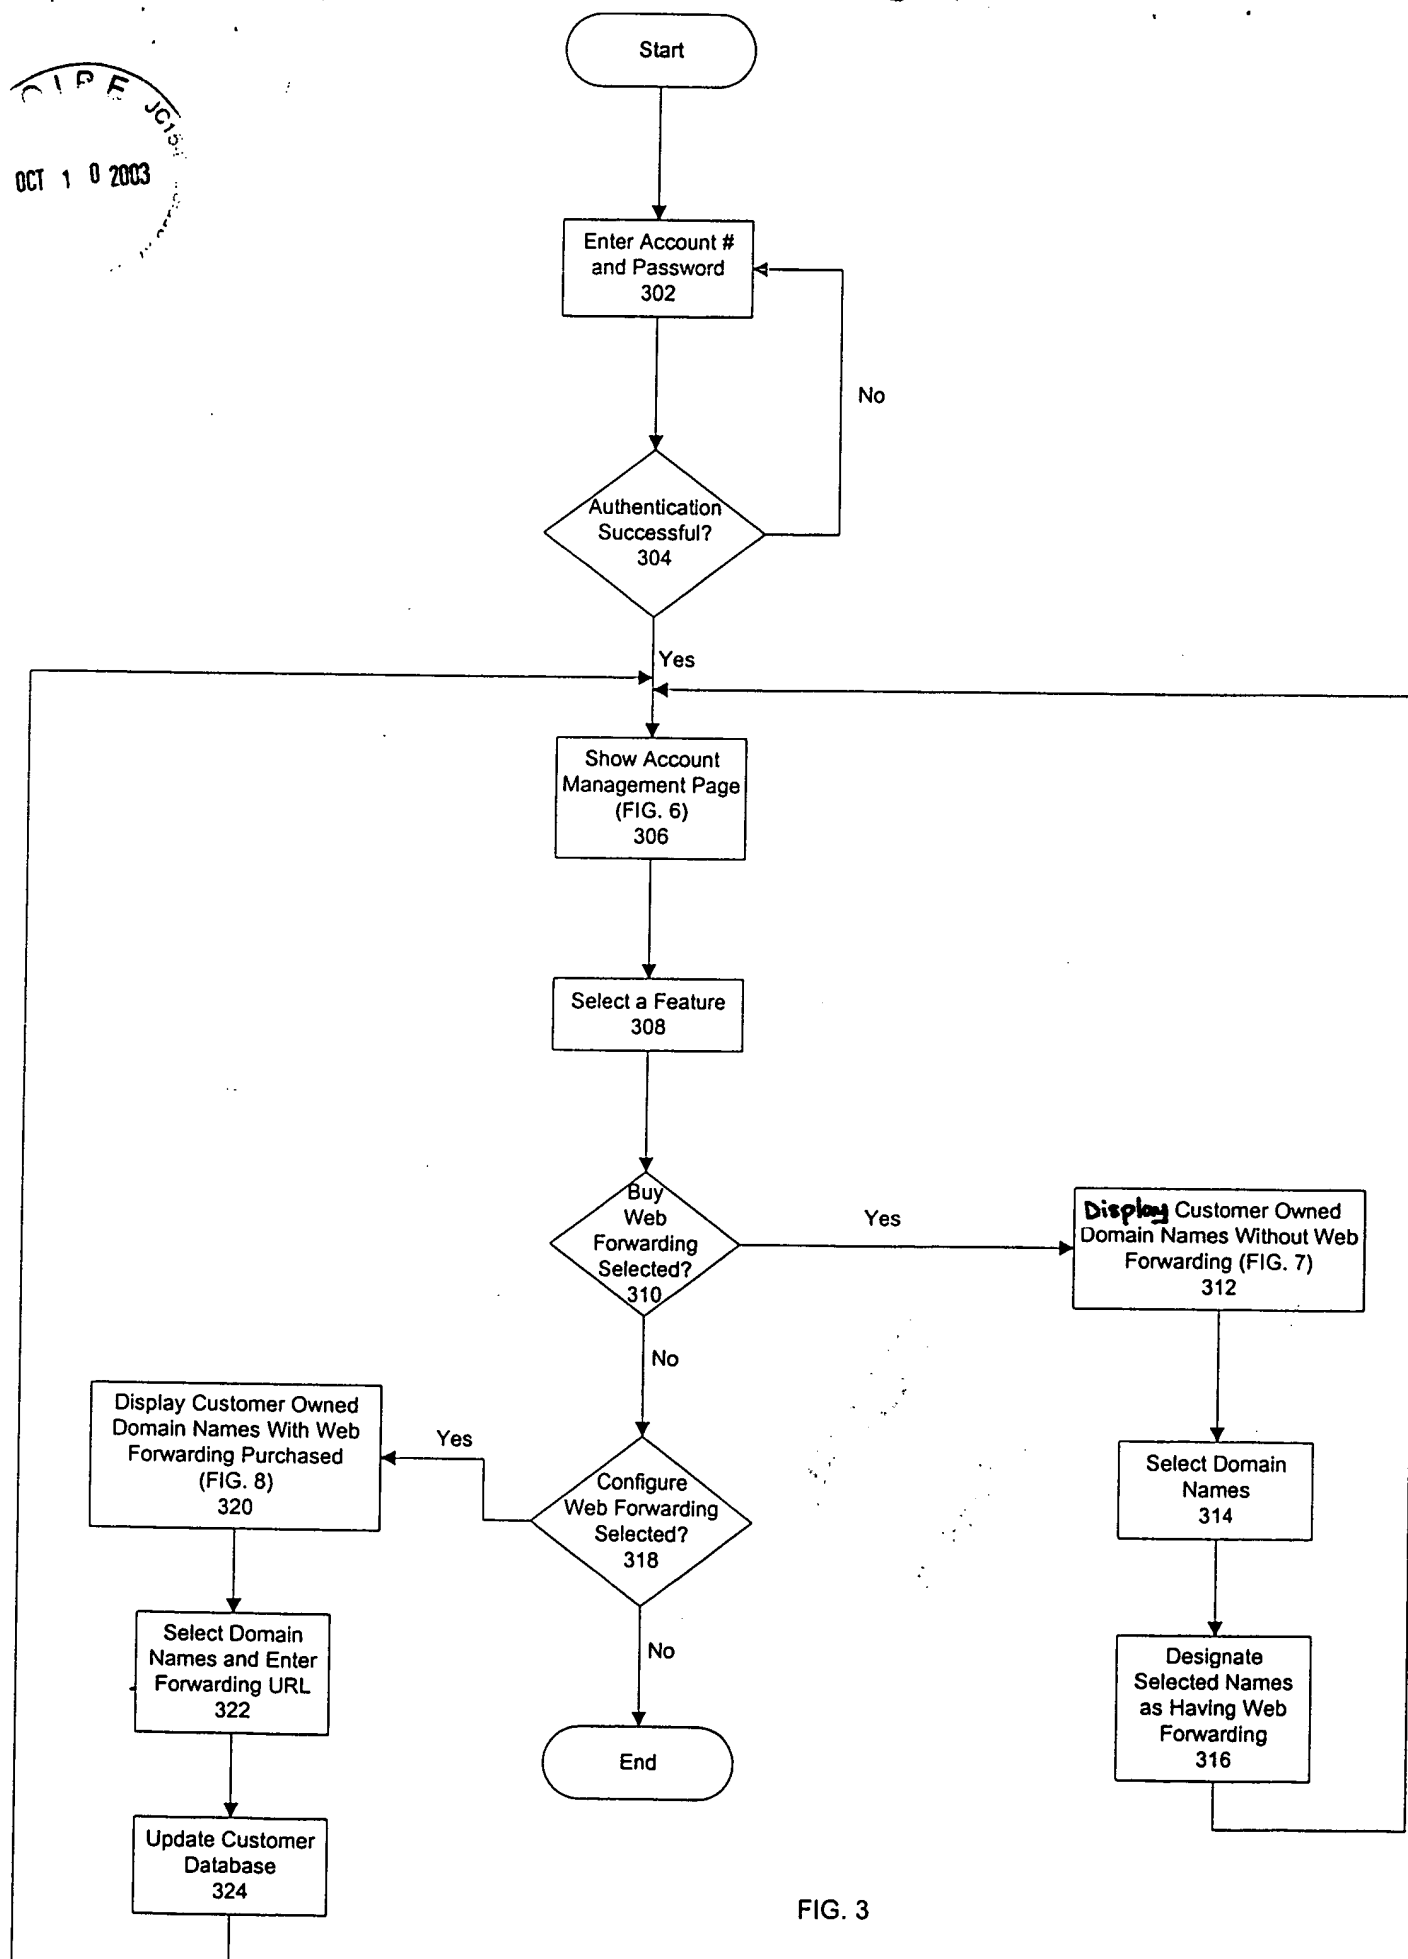 Start
OIPE JC15
OCT 1 0 2003
Enter Account #
and Password
302
No
Authentication
Successful?
304
Yes
Show Account
Management Page
(FIG. 6)
306
Select a Feature
308
Buy
Web
Forwarding
Selected?
310
Yes
Display Customer Owned
Domain Names Without Web
Forwarding (FIG. 7)
312
No
Display Customer Owned
Domain Names With Web
Forwarding Purchased
(FIG. 8)
320
Yes
Configure
Web Forwarding
Selected?
318
Select Domain
Names
314
Select Domain
Names and Enter
Forwarding URL
322
No
Designate
Selected Names
as Having Web
Forwarding
316
End
Update Customer
Database
324
FIG. 3